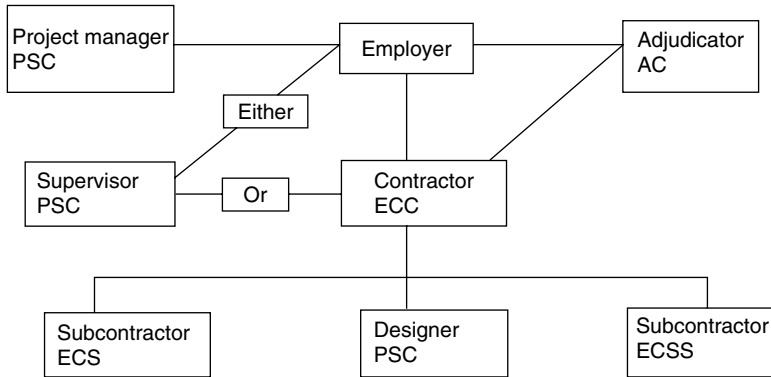 Project manager
PSC
Employer
Adjudicator
AC
Either
Supervisor
PSC
Or
Contractor
ECC
Subcontractor
ECS
Designer
PSC
Subcontractor
ECSS